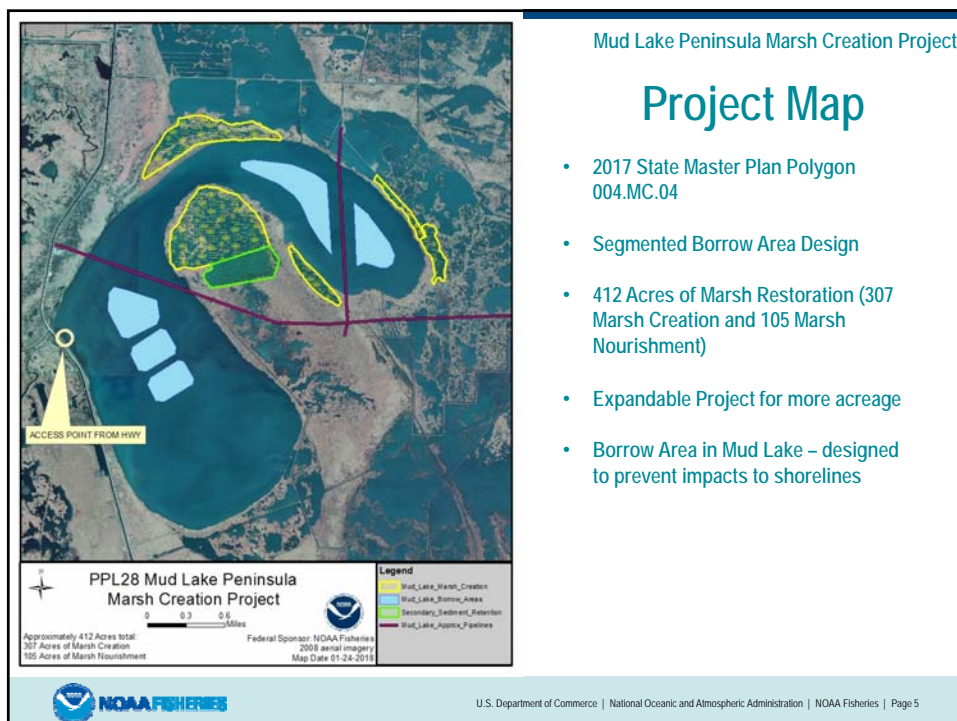 Mud Lake Peninsula Marsh Creation Project
Project Map
• 2017 State Master Plan Polygon
004.MC.04
• Segmented Borrow Area Design
• 412 Acres of Marsh Restoration (307
Marsh Creation and 105 Marsh
Nourishment)
• Expandable Project for more acreage
• Borrow Area in Mud Lake – designed
to prevent impacts to shorelines
ACCESS POINT FROM HWY
PPL28 Mud Lake Peninsula
Marsh Creation Project
0 0.3 0.6
Miles
NOAA
Approximately 412 Acres total:
307 Acres of Marsh Creation
105 Acres of Marsh Nourishment
Federal Sponsor: NOAA Fisheries
2008 aerial imagery
Map Date 01-24-2018
Legend
Mud_Lake_Marsh_Creation
Mud_Lake_Borrow_Areas
Secondary_Sediment_Retention
Mud_Lake_Approx_Pipelines
NOAA FISHERIES
U.S. Department of Commerce | National Oceanic and Atmospheric Administration | NOAA Fisheries | Page 5